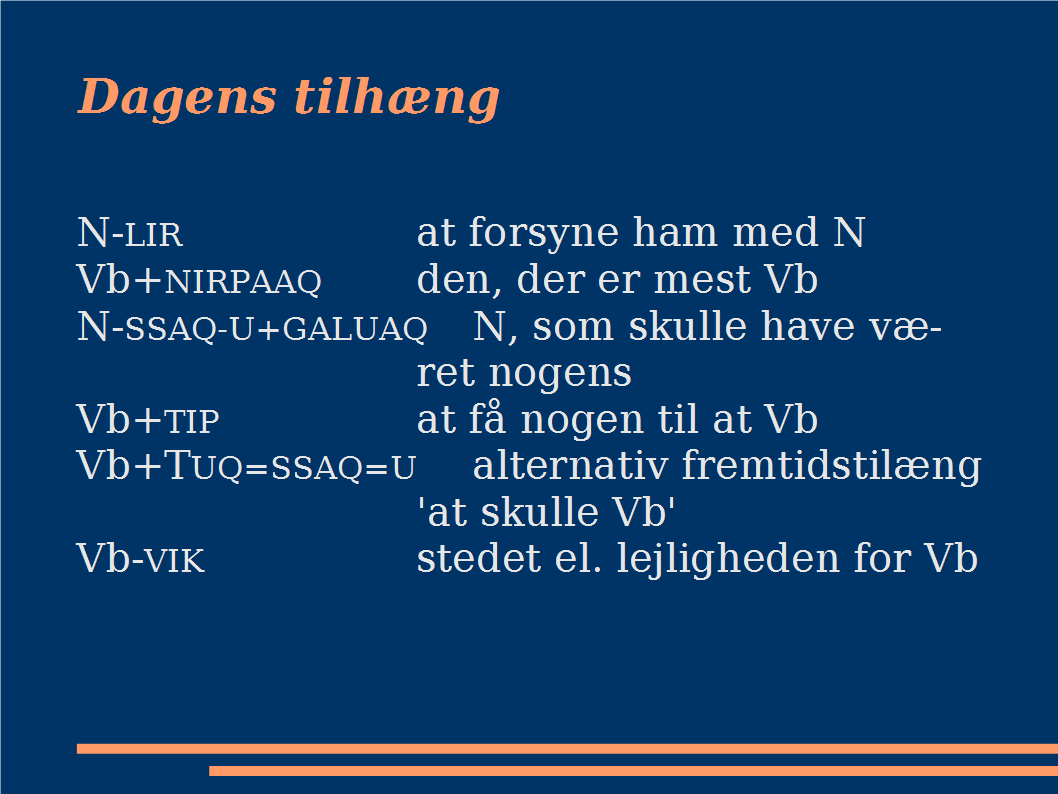 Dagens tilhæng
N-LIR at forsyne ham med N
Vb+NIRPAAQ den, der er mest Vb
N-SSAQ-U+GALUAQ N, som skulle have væ-
ret nogens
Vb+TIP at få nogen til at Vb
Vb+TUQ=SSAQ=U alternativ fremtidstilæng
'at skulle Vb'
Vb-VIK stedet el. lejligheden for Vb